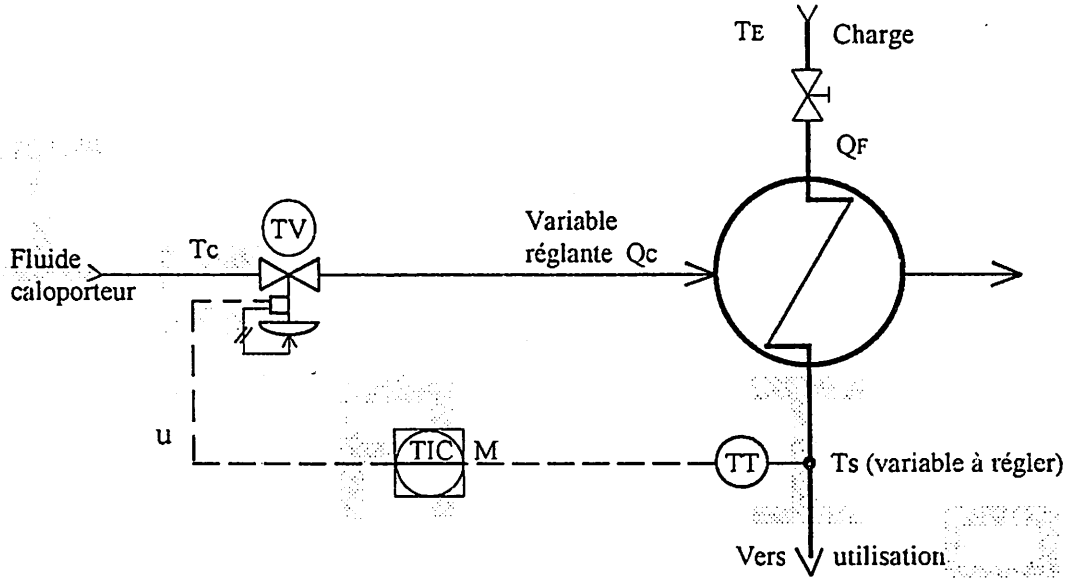 TE Charge
QF
TV
Variable
réglante Qc
Tc
Fluide
caloporteur
u
TIC M
TT
Ts (variable à régler)
Vers utilisation